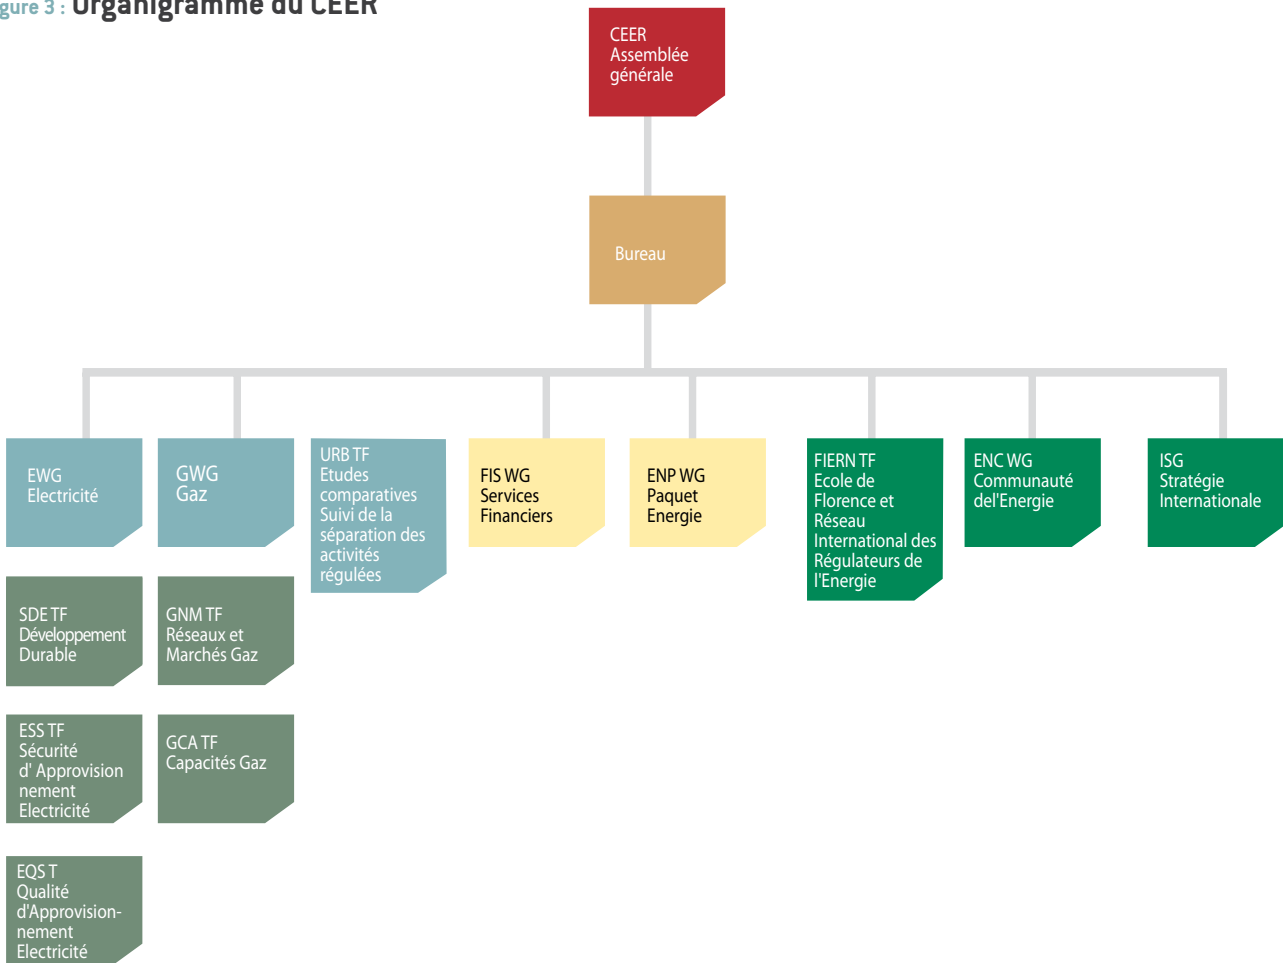 gure 3 : Organigramme du CEER
CEER
Assemblée
générale
Bureau
EWG
Electricité
GWG
Gaz
URB TF
Etudes
comparatives
Suivi de la
séparation des
activités
régulées
FIS WG
Services
Financiers
ENP WG
Paquet
Energie
FIERN TF
Ecole de
Florence et
Réseau
International des
Régulateurs de
l'Energie
ENC WG
Communauté
del'Energie
ISG
Stratégie
Internationale
SDE TF
Développement
Durable
GNM TF
Réseaux et
Marchés Gaz
ESS TF
Sécurité
d' Approvision
nement
Electricité
GCA TF
Capacités Gaz
EQS T
Qualité
d'Approvision-
nement
Electricité